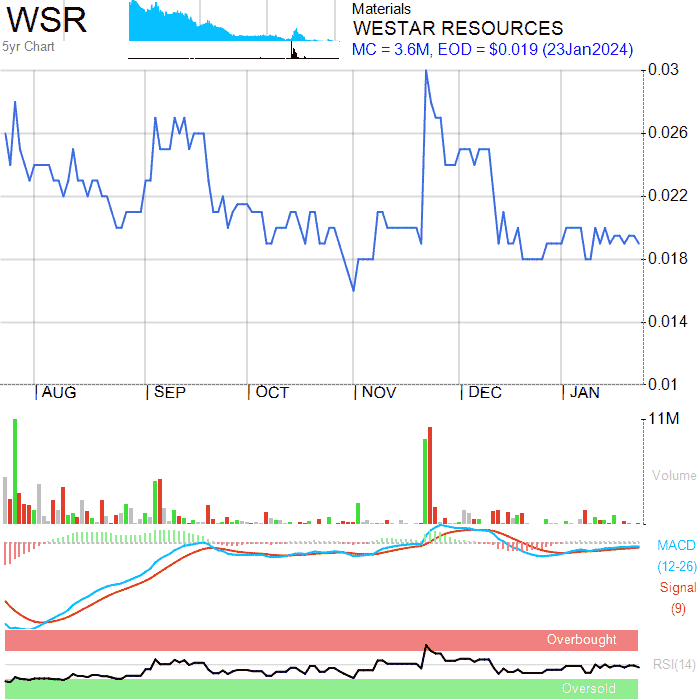 WSR
5yr Chart
Materials
WESTAR RESOURCES
MC = 3.6M, EOD = $0.019 (23Jan2024)
0.03
0.026
0.022
0.018
0.014
0.01
AUG SEP OCT NOV DEC JAN
11M
Volume
MACD
(12-26)
Signal
(9)
Overbought
RSI(14)
Oversold